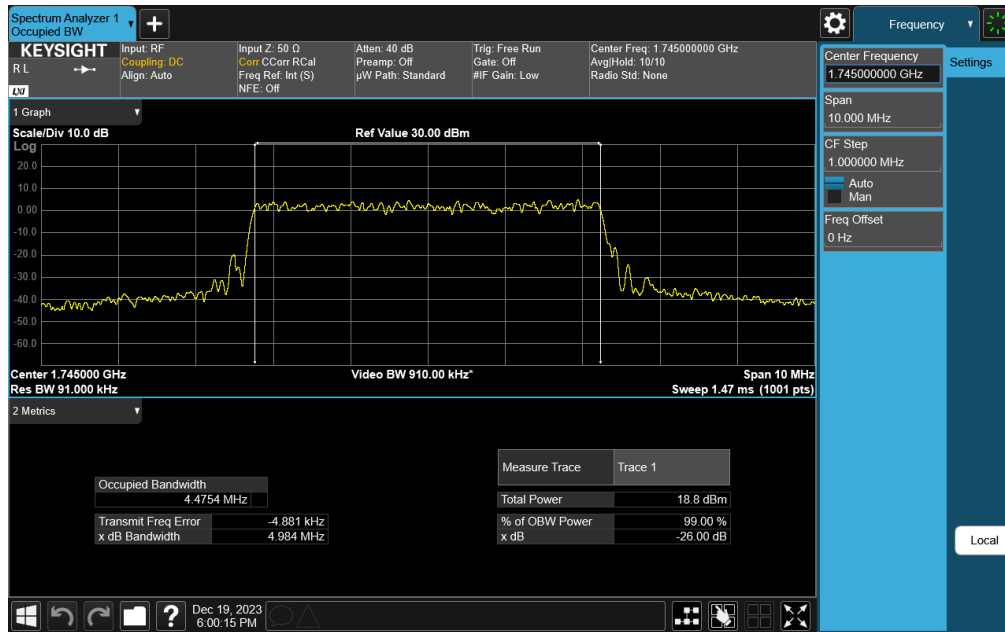 Spectrum Analyzer 1
Occupied BW
Frequency
KEYSIGHT
R L
LXI
Input: RF
Coupling: DC
Align: Auto
Input Z: 50 Ω
Corr CCorr RCal
Freq Ref: Int (S)
NFE: Off
Atten: 40 dB
Preamp: Off
µW Path: Standard
Trig: Free Run
Gate: Off
#IF Gain: Low
Center Freq: 1.745000000 GHz
Avg|Hold: 10/10
Radio Std: None
Center Frequency
1.745000000 GHz
Settings
Span
10.000 MHz
CF Step
1.000000 MHz
Auto
Man
Freq Offset
0 Hz
Local
1 Graph
Scale/Div 10.0 dB
Ref Value 30.00 dBm
Log
20.0
10.0
0.00
-10.0
-20.0
-30.0
-40.0
-50.0
-60.0
Center 1.745000 GHz
Video BW 910.00 kHz*
Span 10 MHz
Res BW 91.000 kHz
Sweep 1.47 ms (1001 pts)
2 Metrics
Occupied Bandwidth
4.4754 MHz
Transmit Freq Error -4.881 kHz
x dB Bandwidth 4.984 MHz
Measure Trace Trace 1
Total Power 18.8 dBm
% of OBW Power 99.00 %
x dB -26.00 dB
?
Dec 19, 2023
6:00:15 PM